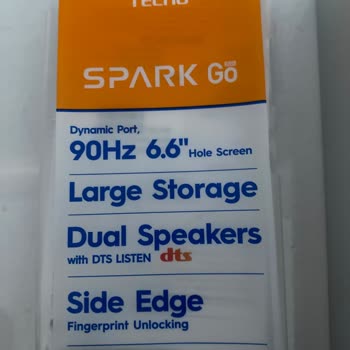 TECNO
SPARK GO
Dynamic Port,
90Hz 6.6" Hole Screen
Large Storage
Dual Speakers
with DTS LISTEN dts
Side Edge
Fingerprint Unlocking